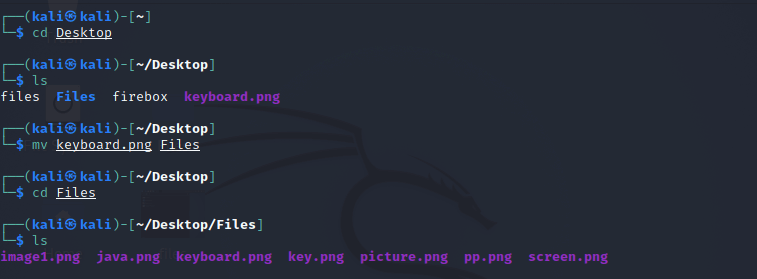 ┌──(kali㉿kali)-[~]
└─$ cd Desktop
┌──(kali㉿kali)-[~/Desktop]
└─$ ls
files  Files  firebox  keyboard.png
┌──(kali㉿kali)-[~/Desktop]
└─$ mv keyboard.png Files
┌──(kali㉿kali)-[~/Desktop]
└─$ cd Files
┌──(kali㉿kali)-[~/Desktop/Files]
└─$ ls
image1.png  java.png  keyboard.png  key.png  picture.png  pp.png  screen.png